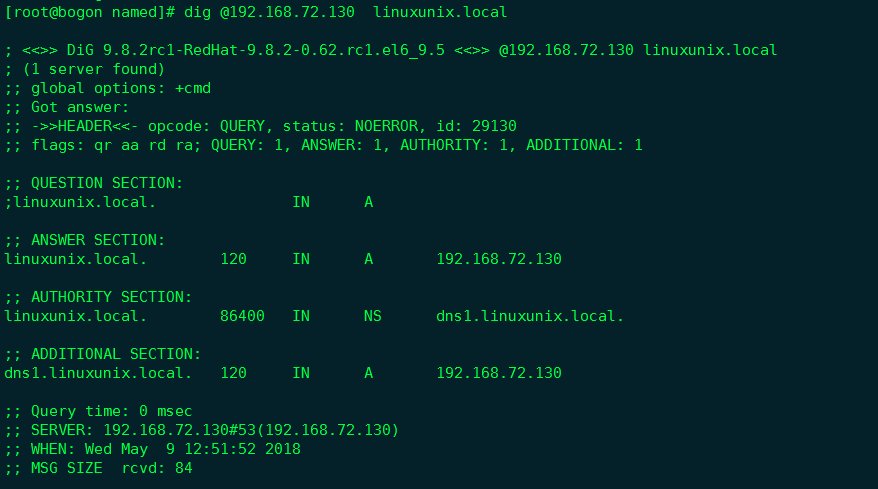 [root@bogon named]# dig @192.168.72.130  linuxunix.local
; <<>> DiG 9.8.2rc1-RedHat-9.8.2-0.62.rc1.el6_9.5 <<>> @192.168.72.130 linuxunix.local
; (1 server found)
;; global options: +cmd
;; Got answer:
;; ->>HEADER<<- opcode: QUERY, status: NOERROR, id: 29130
;; flags: qr aa rd ra; QUERY: 1, ANSWER: 1, AUTHORITY: 1, ADDITIONAL: 1
;; QUESTION SECTION:
;linuxunix.local.               IN      A
;; ANSWER SECTION:
linuxunix.local.        120     IN      A       192.168.72.130
;; AUTHORITY SECTION:
linuxunix.local.        86400   IN      NS      dns1.linuxunix.local.
;; ADDITIONAL SECTION:
dns1.linuxunix.local.   120     IN      A       192.168.72.130
;; Query time: 0 msec
;; SERVER: 192.168.72.130#53(192.168.72.130)
;; WHEN: Wed May  9 12:51:52 2018
;; MSG SIZE  rcvd: 84